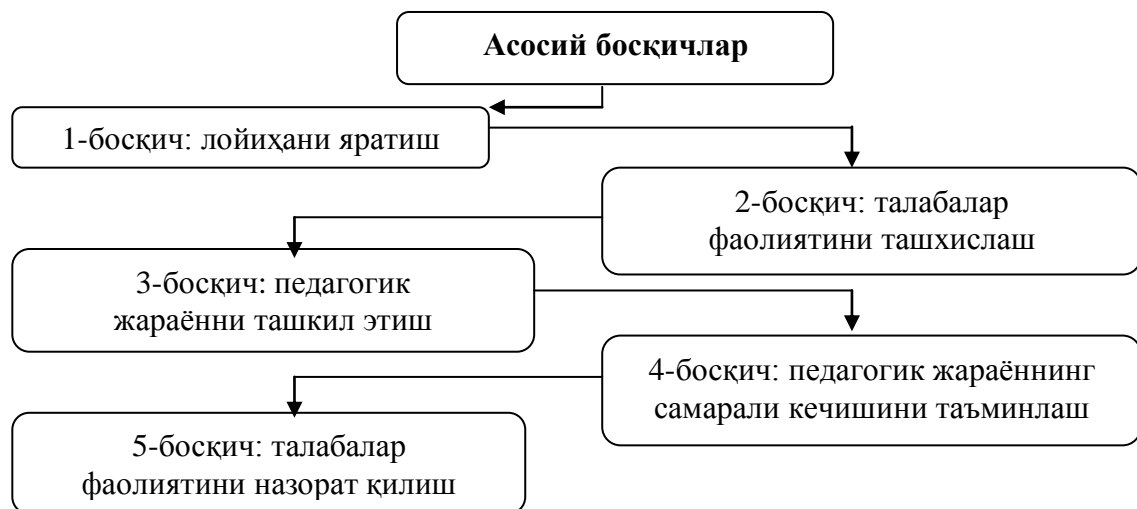 Асосий босқичлар
1-босқич: лойиҳани яратиш
2-босқич: талабалар
фаолиятини ташхислаш
3-босқич: педагогик
жараённи ташкил этиш
4-босқич: педагогик жараённинг
самарали кечишини таъминлаш
5-босқич: талабалар
фаолиятини назорат қилиш